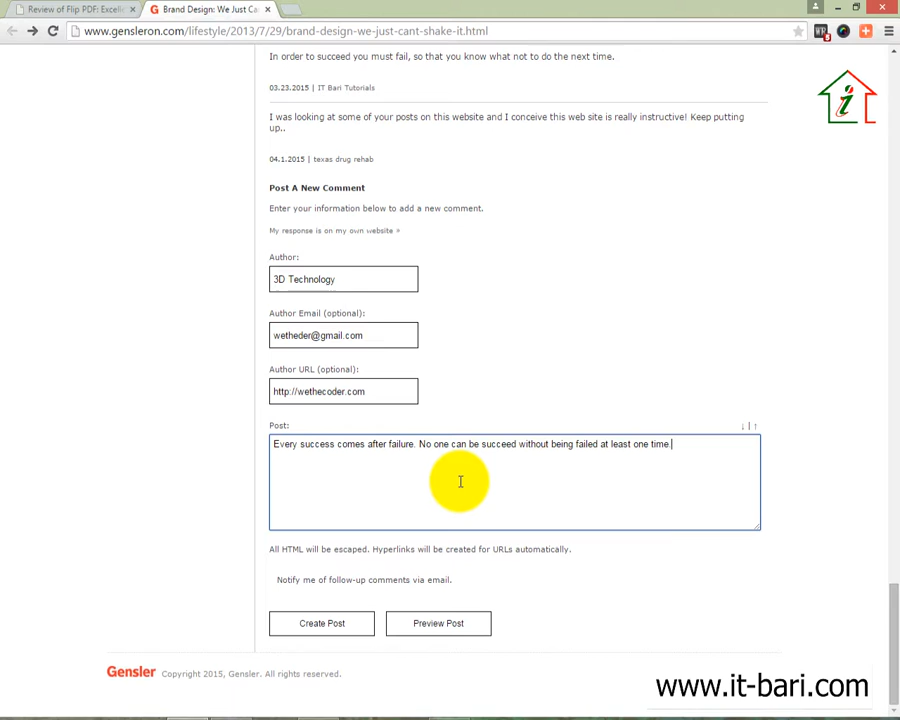 Review of Flip PDF: Excelle
Brand Design: We Just Ca
www.gensleron.com/lifestyle/2013/7/29/brand-design-we-just-cant-shake-it.html
In order to succeed you must fail, so that you know what not to do the next time.
03.23.2015 | IT Bari Tutorials
I was looking at some of your posts on this website and I conceive this web site is really instructive! Keep putting
up..
04.1.2015 | texas drug rehab
Post A New Comment
Enter your information below to add a new comment.
My response is on my own website »
Author:
3D Technology
Author Email (optional):
wetheder@gmail.com
Author URL (optional):
http://wethecoder.com
Post:
↓ | ↑
Every success comes after failure. No one can be succeed without being failed at least one time.
All HTML will be escaped. Hyperlinks will be created for URLs automatically.
Notify me of follow-up comments via email.
Create Post
Preview Post
Gensler Copyright 2015, Gensler. All rights reserved.
www.it-bari.com